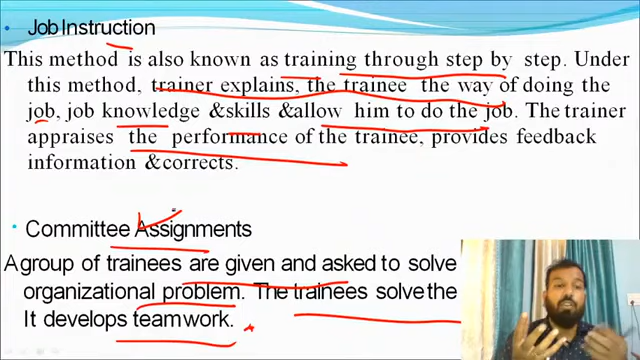 Job Instruction
This method is also known as training through step by step. Under
this method, trainer explains, the trainee the way of doing the
job, job knowledge &skills &allow him to do the job. The trainer
appraises the performance of the trainee, provides feedback
information &corrects.
Committee Assignments
A group of trainees are given and asked to solve
organizational problem. The trainees solve the
It develops teamwork.